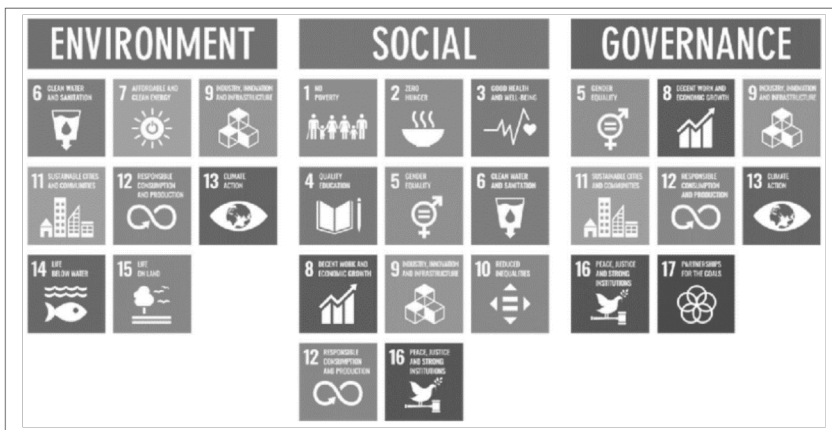 ENVIRONMENT
6 CLEAN WATER
AND SANITATION
7 AFFORDABLE AND
CLEAN ENERGY
9 INDUSTRY, INNOVATION
AND INFRASTRUCTURE
11 SUSTAINABLE CITIES
AND COMMUNITIES
12 RESPONSIBLE
CONSUMPTION
AND PRODUCTION
13 CLIMATE
ACTION
14 LIFE
BELOW WATER
15 LIFE
ON LAND
SOCIAL
1 NO
POVERTY
2 ZERO
HUNGER
3 GOOD HEALTH
AND WELL-BEING
4 QUALITY
EDUCATION
5 GENDER
EQUALITY
6 CLEAN WATER
AND SANITATION
8 DECENT WORK AND
ECONOMIC GROWTH
9 INDUSTRY, INNOVATION
AND INFRASTRUCTURE
10 REDUCED
INEQUALITIES
12 RESPONSIBLE
CONSUMPTION
AND PRODUCTION
16 PEACE, JUSTICE
AND STRONG
INSTITUTIONS
GOVERNANCE
5 GENDER
EQUALITY
8 DECENT WORK AND
ECONOMIC GROWTH
9 INDUSTRY, INNOVATION
AND INFRASTRUCTURE
11 SUSTAINABLE CITIES
AND COMMUNITIES
12 RESPONSIBLE
CONSUMPTION
AND PRODUCTION
13 CLIMATE
ACTION
16 PEACE, JUSTICE
AND STRONG
INSTITUTIONS
17 PARTNERSHIPS
FOR THE GOALS